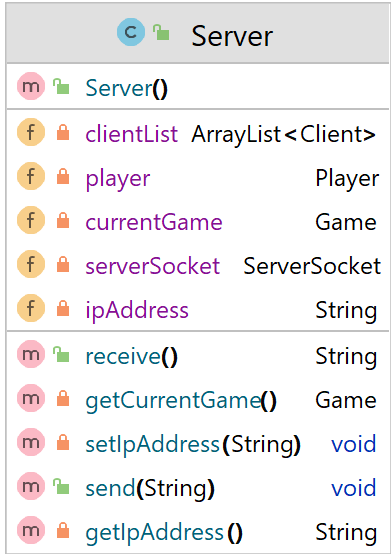 C Server
m Server()
f clientList ArrayList<Client>
f player Player
f currentGame Game
f serverSocket ServerSocket
f ipAddress String
m receive() String
m getCurrentGame() Game
m setIpAddress(String) void
m send(String) void
m getIpAddress() String